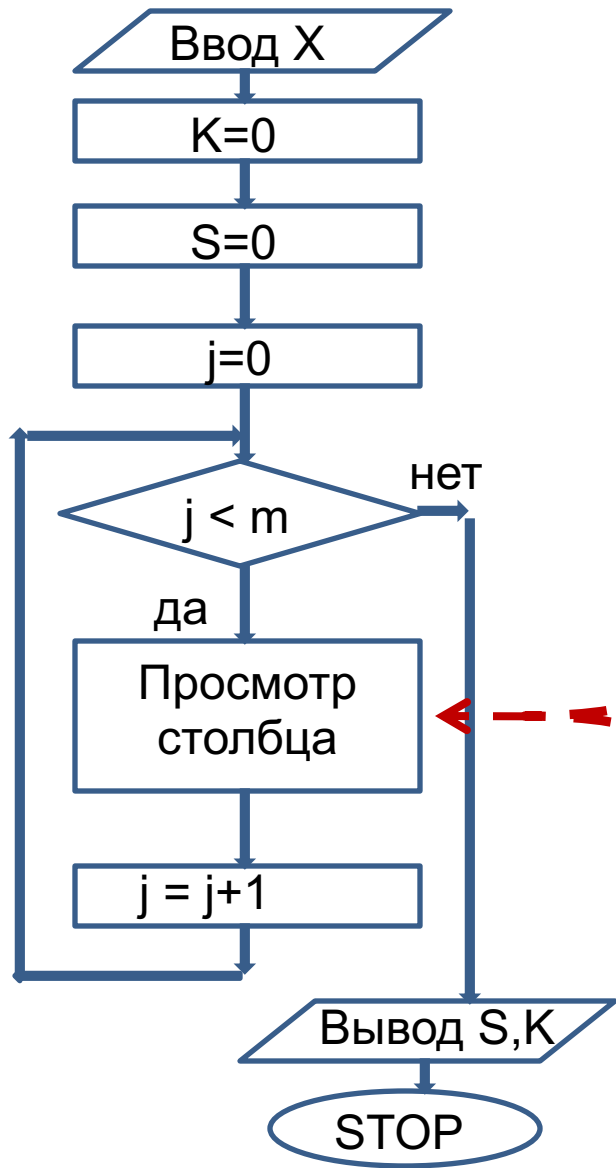 Ввод X
K=0
S=0
j=0
нет
j < m
да
Просмотр
столбца
j = j+1
Вывод S,K
STOP